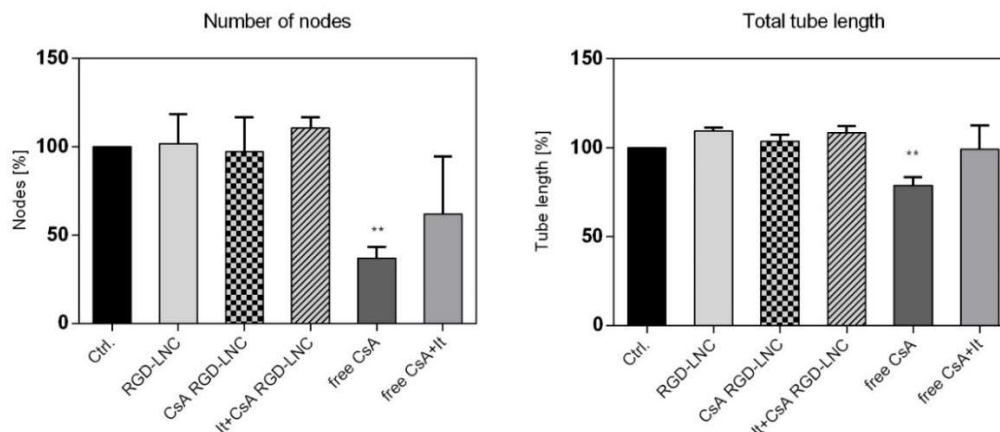 Number of nodes
Nodes [%]
150
100
50
0
Ctrl.
RGD-LNC
CsA RGD-LNC
It+CsA RGD-LNC
free CsA
free CsA+It
**
Total tube length
Tube length [%]
150
100
50
0
Ctrl.
RGD-LNC
CsA RGD-LNC
It+CsA RGD-LNC
free CsA
free CsA+It
**